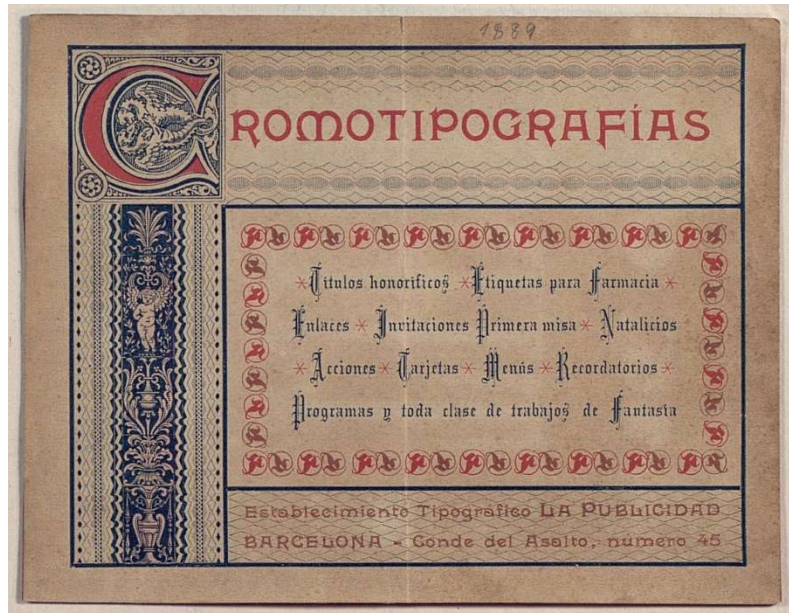 1889
CROMOTIPOGRAFÍAS
*Títulos honoríficos *Etiquetas para Farmacia *
Enlaces * Invitaciones Primera misa * Natalicios
* Acciones * Tarjetas * Menús * Recordatorios *
Programas y toda clase de trabajos de Fantasía
Establecimiento Tipográfico LA PUBLICIDAD
BARCELONA - Conde del Asalto, numero 45